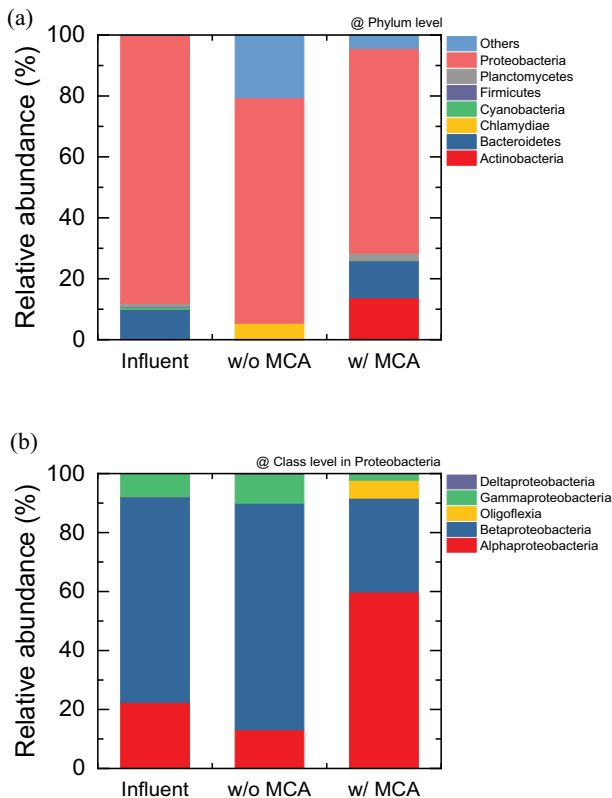 (a)
@ Phylum level
Relative abundance (%)
100
80
60
40
20
0
Influent
w/o MCA
w/ MCA
Others
Proteobacteria
Planctomycetes
Firmicutes
Cyanobacteria
Chlamydiae
Bacteroidetes
Actinobacteria
(b)
@ Class level in Proteobacteria
Relative abundance (%)
100
80
60
40
20
0
Influent
w/o MCA
w/ MCA
Deltaproteobacteria
Gammaproteobacteria
Oligoflexia
Betaproteobacteria
Alphaproteobacteria